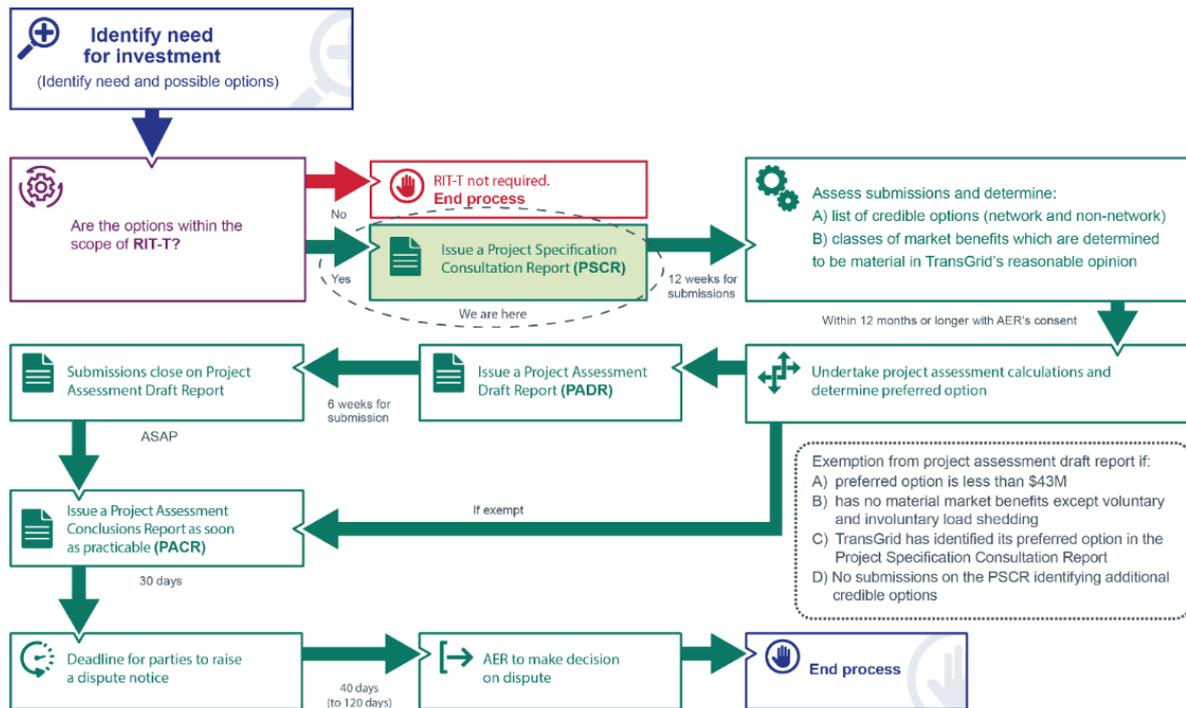 Identify need
for investment
(Identify need and possible options)
Are the options within the
scope of RIT-T?
No
RIT-T not required.
End process
Yes
Issue a Project Specification
Consultation Report (PSCR)
We are here
12 weeks for
submissions
Assess submissions and determine:
A) list of credible options (network and non-network)
B) classes of market benefits which are determined
to be material in TransGrid's reasonable opinion
Within 12 months or longer with AER's consent
Undertake project assessment calculations and
determine preferred option
Issue a Project Assessment
Draft Report (PADR)
6 weeks for
submission
Submissions close on Project
Assessment Draft Report
ASAP
If exempt
Exemption from project assessment draft report if:
A) preferred option is less than $43M
B) has no material market benefits except voluntary
and involuntary load shedding
C) TransGrid has identified its preferred option in the
Project Specification Consultation Report
D) No submissions on the PSCR identifying additional
credible options
Issue a Project Assessment
Conclusions Report as soon
as practicable (PACR)
30 days
Deadline for parties to raise
a dispute notice
40 days
(to 120 days)
AER to make decision
on dispute
End process